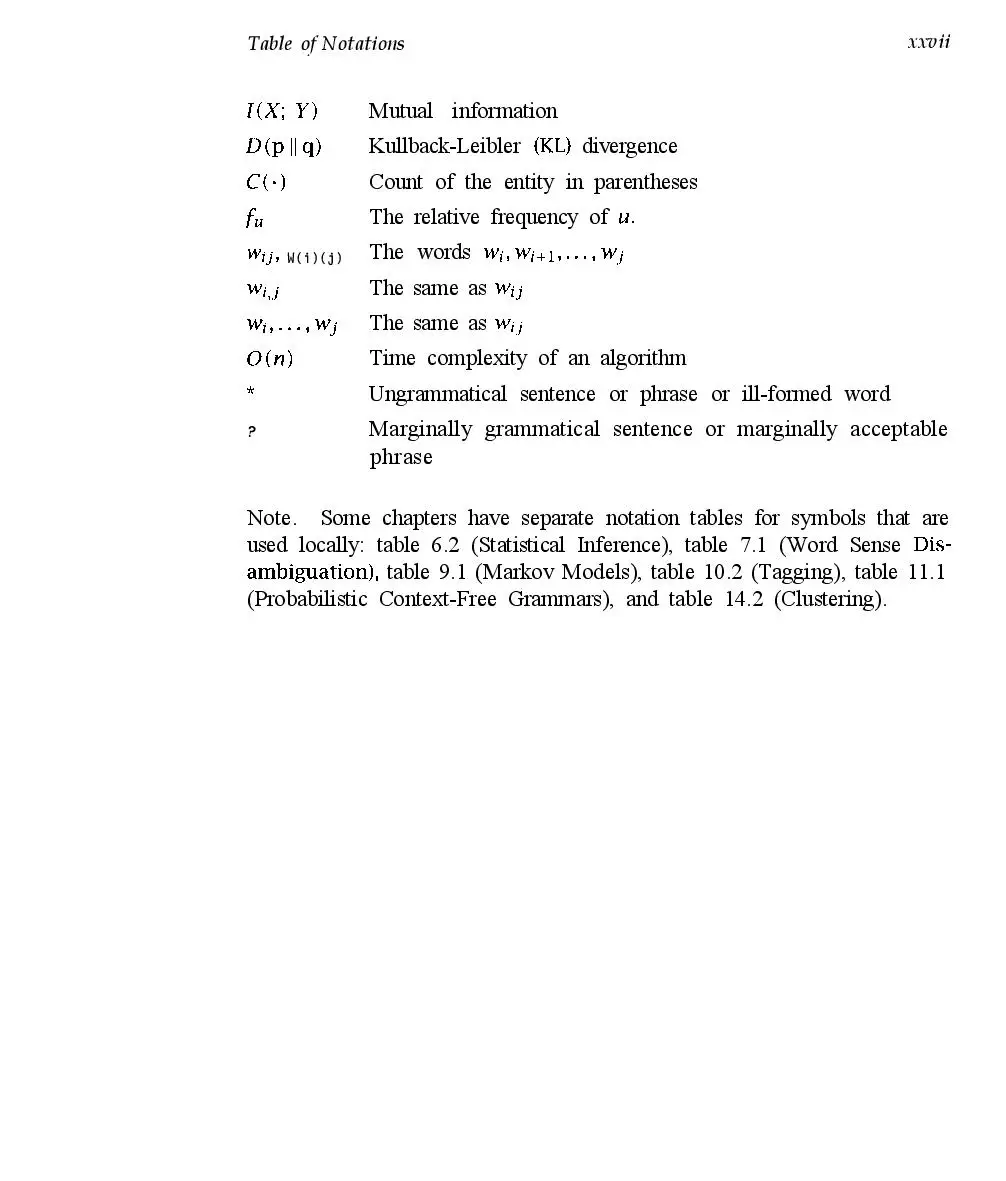 Table of Notations xxvii
I(X; Y) Mutual information
D(p ∥ q) Kullback-Leibler (KL) divergence
C(·) Count of the entity in parentheses
f_u The relative frequency of u.
w_{ij}, W(i)(j) The words w_i, w_{i+1}, ..., w_j
w_{i,j} The same as w_{ij}
w_i, ..., w_j The same as w_{ij}
O(n) Time complexity of an algorithm
* Ungrammatical sentence or phrase or ill-formed word
? Marginally grammatical sentence or marginally acceptable
phrase
Note. Some chapters have separate notation tables for symbols that are
used locally: table 6.2 (Statistical Inference), table 7.1 (Word Sense Dis-
ambiguation), table 9.1 (Markov Models), table 10.2 (Tagging), table 11.1
(Probabilistic Context-Free Grammars), and table 14.2 (Clustering).